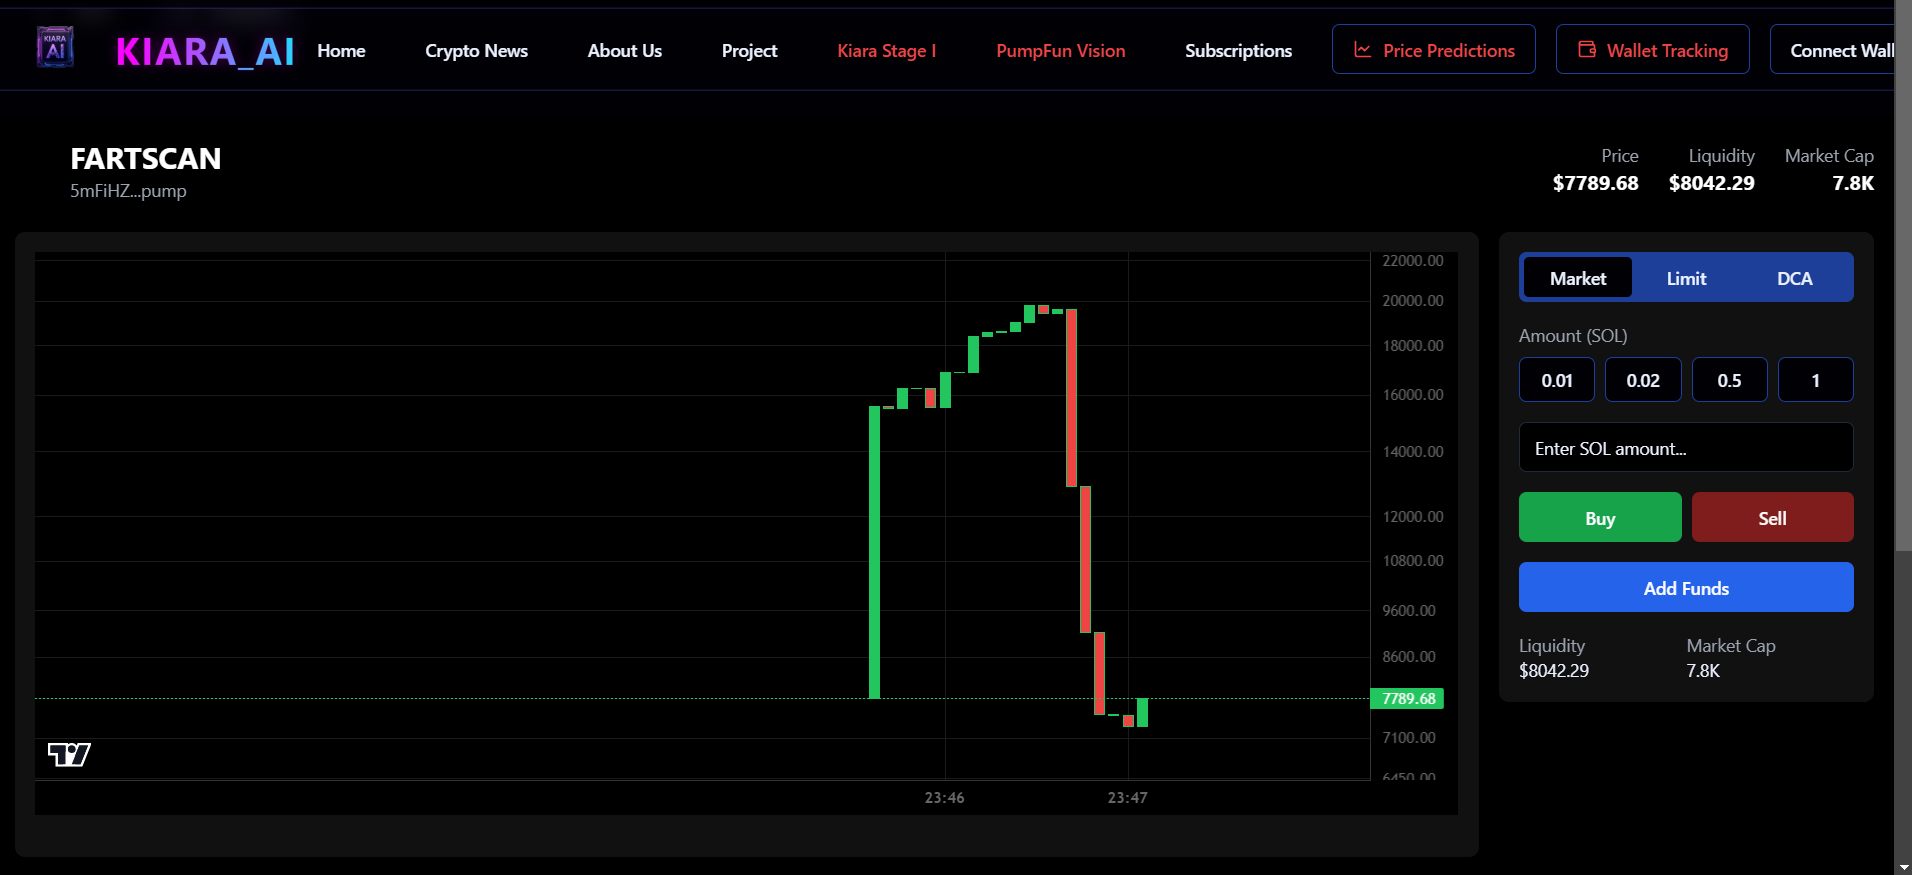 KIARA
AI
KIARA_AI
Home
Crypto News
About Us
Project
Kiara Stage I
PumpFun Vision
Subscriptions
Price Predictions
Wallet Tracking
Connect Wall
FARTSCAN
5mFiHZ...pump
Price
$7789.68
Liquidity
$8042.29
Market Cap
7.8K
22000.00
20000.00
18000.00
16000.00
14000.00
12000.00
10800.00
9600.00
8600.00
7789.68
7100.00
6450.00
23:46
23:47
Market
Limit
DCA
Amount (SOL)
0.01
0.02
0.5
1
Enter SOL amount...
Buy
Sell
Add Funds
Liquidity
$8042.29
Market Cap
7.8K